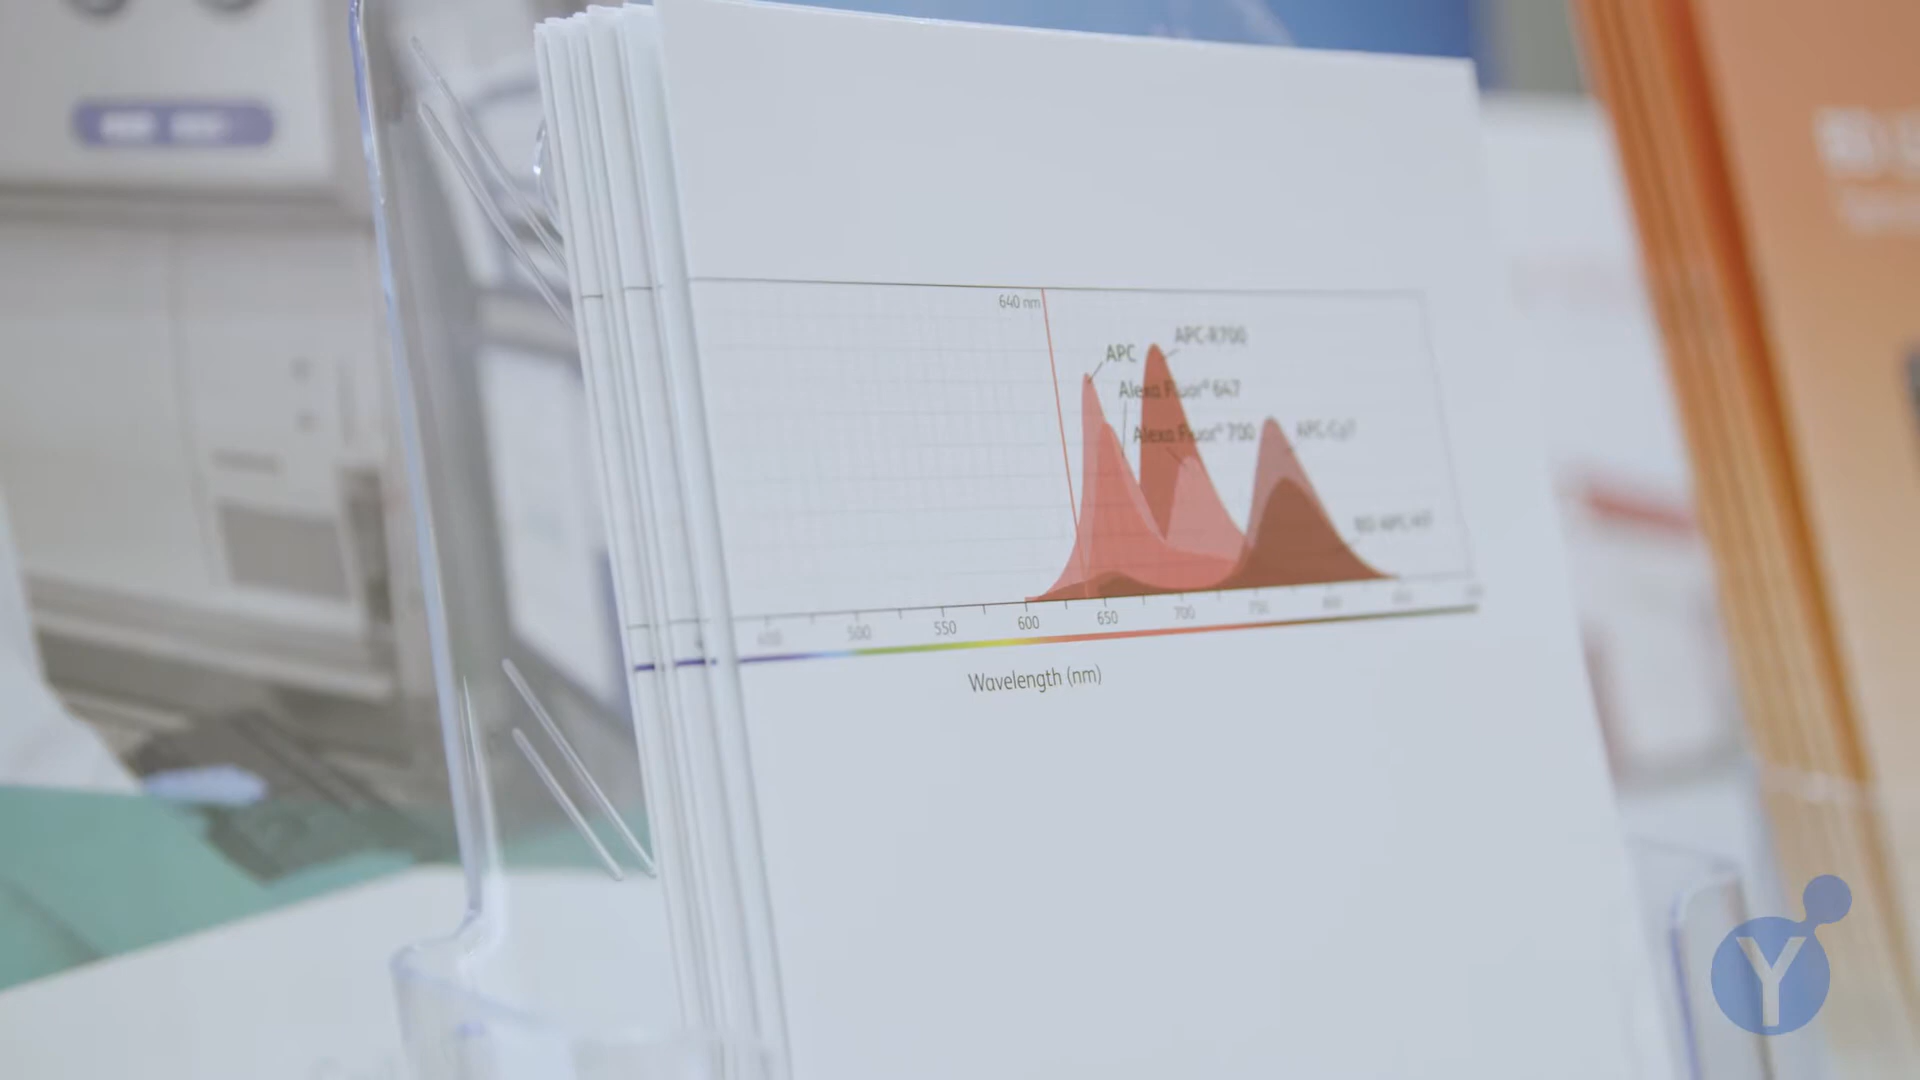 640 nm
APC-R700
APC
Alexa Fluor® 647
Alexa Fluor® 700
APC-Cy7
500
550
600
650
700
750
Wavelength (nm)
Y